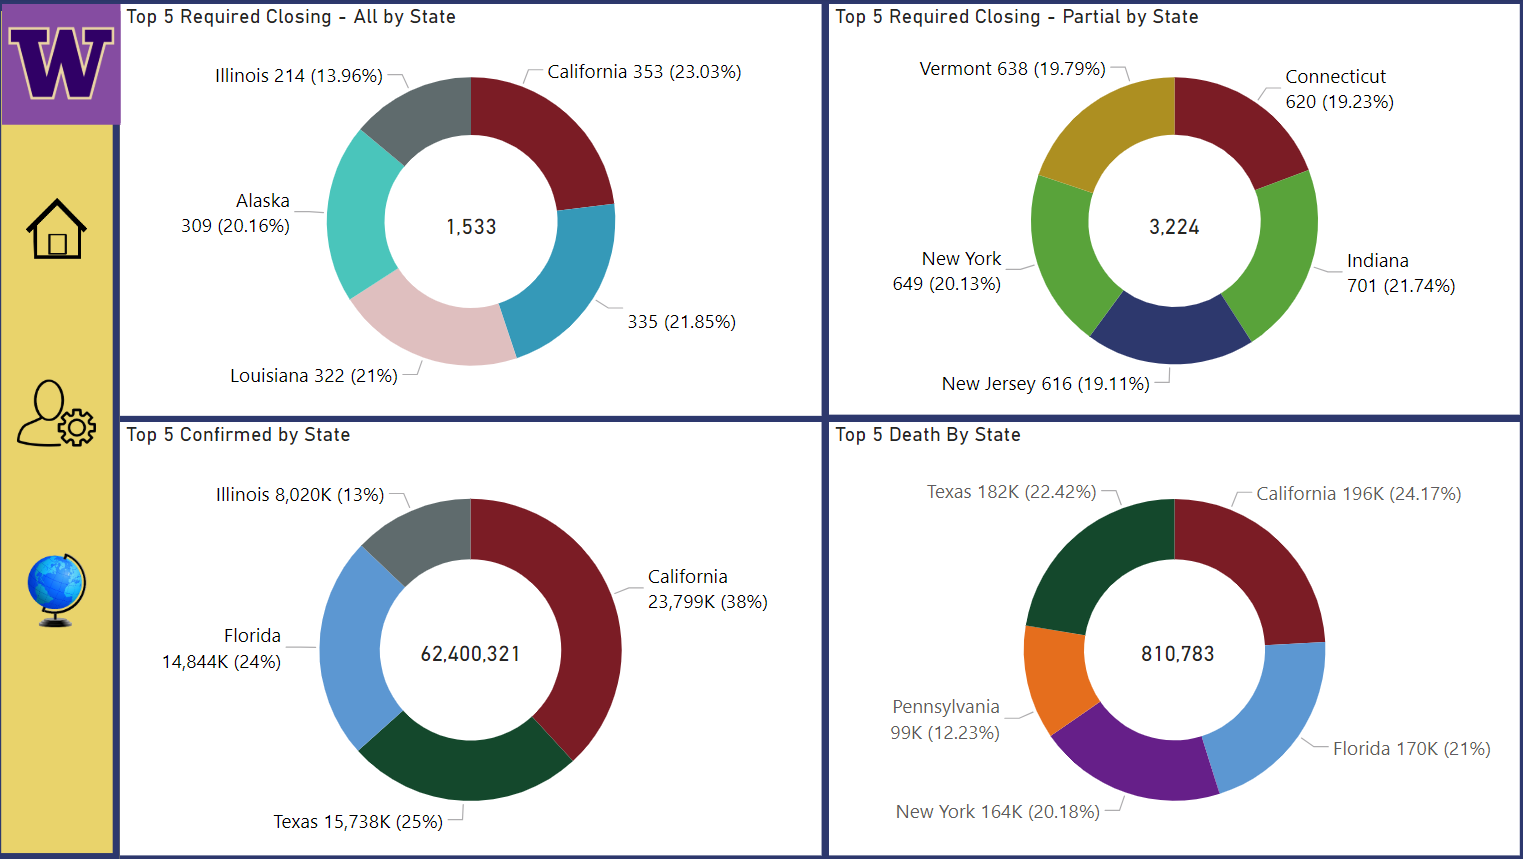 W
Top 5 Required Closing - All by State
Illinois 214 (13.96%)
California 353 (23.03%)
Alaska
309 (20.16%)
1,533
335 (21.85%)
Louisiana 322 (21%)
Top 5 Required Closing - Partial by State
Vermont 638 (19.79%)
Connecticut
620 (19.23%)
New York
649 (20.13%)
3,224
Indiana
701 (21.74%)
New Jersey 616 (19.11%)
Top 5 Confirmed by State
Illinois 8,020K (13%)
California
23,799K (38%)
Florida
14,844K (24%)
62,400,321
Texas 15,738K (25%)
Top 5 Death By State
Texas 182K (22.42%)
California 196K (24.17%)
810,783
Pennsylvania
99K (12.23%)
Florida 170K (21%)
New York 164K (20.18%)